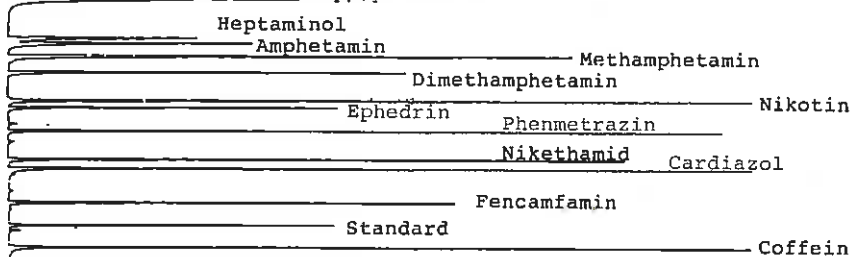 Heptaminol
Amphetamin
Methamphetamin
Dimethamphetamin
Nikotin
Ephedrin
Phenmetrazin
Nikethamid
Cardiazol
Fencamfamin
Standard
Coffein